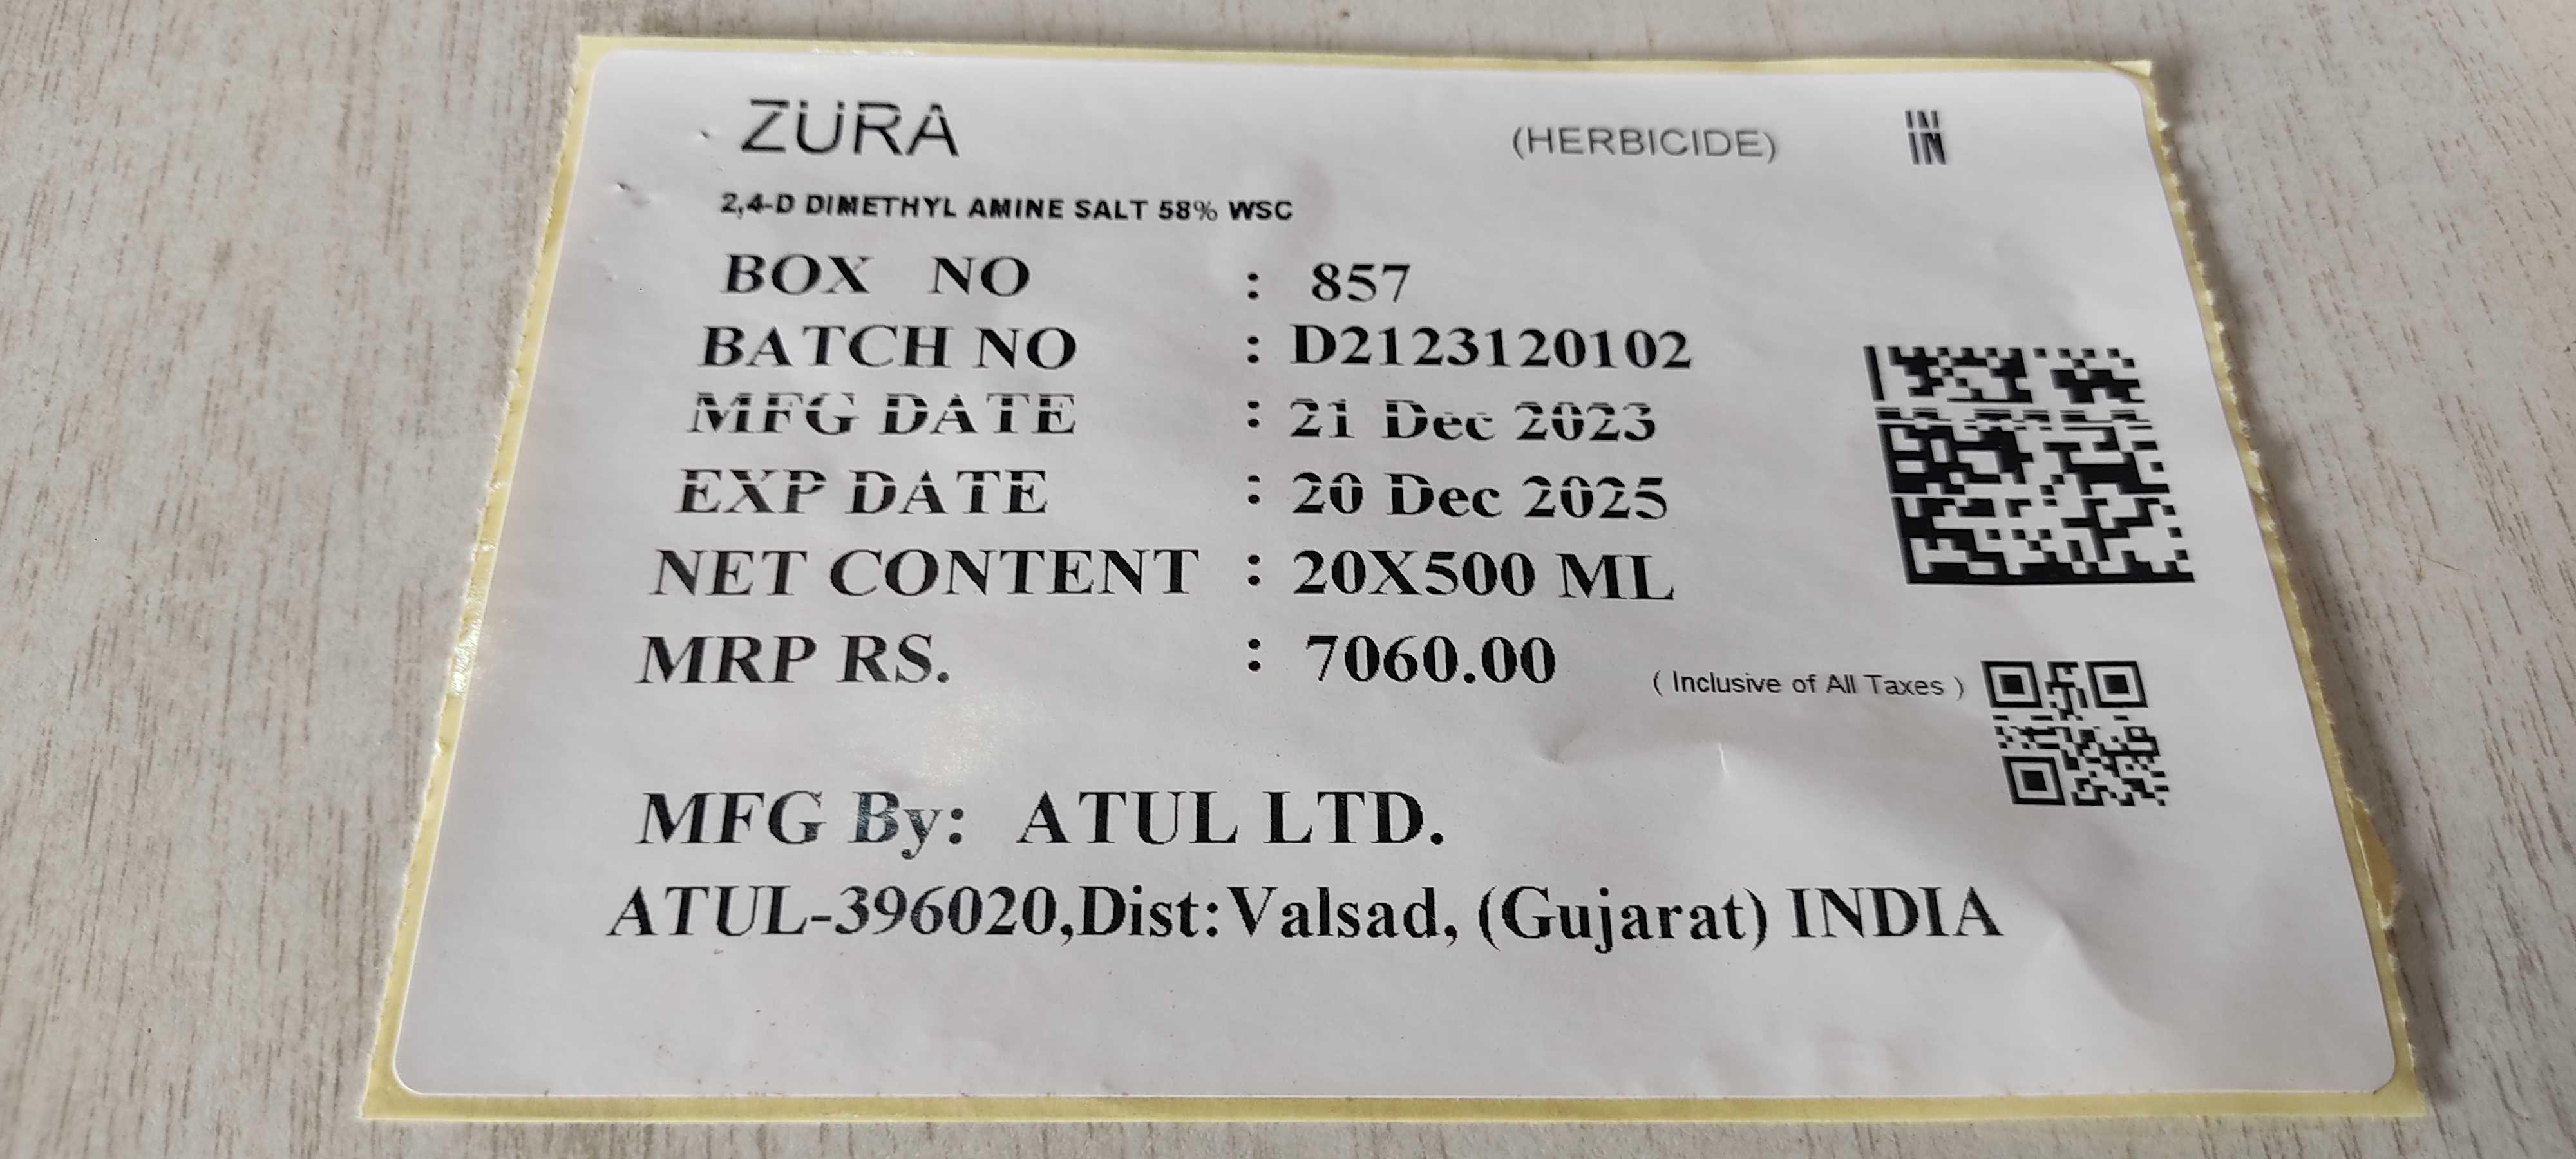 ZURA (HERBICIDE) IN
2,4-D DIMETHYL AMINE SALT 58% WSC
BOX NO : 857
BATCH NO : D2123120102
MFG DATE : 21 Dec 2023
EXP DATE : 20 Dec 2025
NET CONTENT : 20X500 ML
MRP RS. : 7060.00 ( Inclusive of All Taxes )
MFG By: ATUL LTD.
ATUL-396020,Dist:Valsad, (Gujarat) INDIA